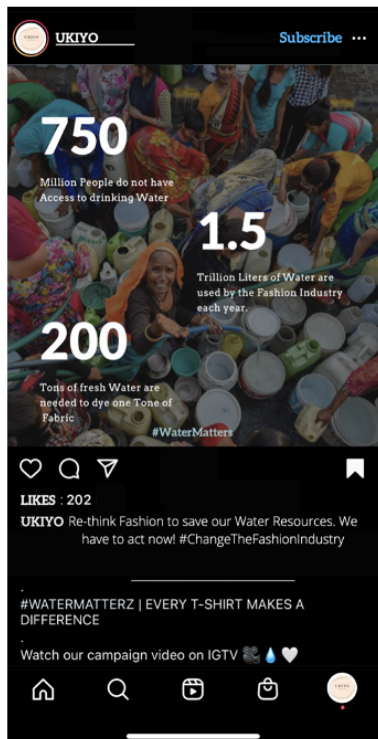 UKIYO
Subscribe ...
750
Million People do not have
Access to drinking Water
1.5
Trillion Liters of Water are
used by the Fashion Industry
each year.
200
Tons of fresh Water are
needed to dye one Tone of
Fabric
#WaterMatters
LIKES : 202
UKIYO Re-think Fashion to save our Water Resources. We
have to act now! #ChangeTheFashionIndustry
.
#WATERMATTERZ | EVERY T-SHIRT MAKES A
DIFFERENCE
.
Watch our campaign video on IGTV 🎥💧🤍